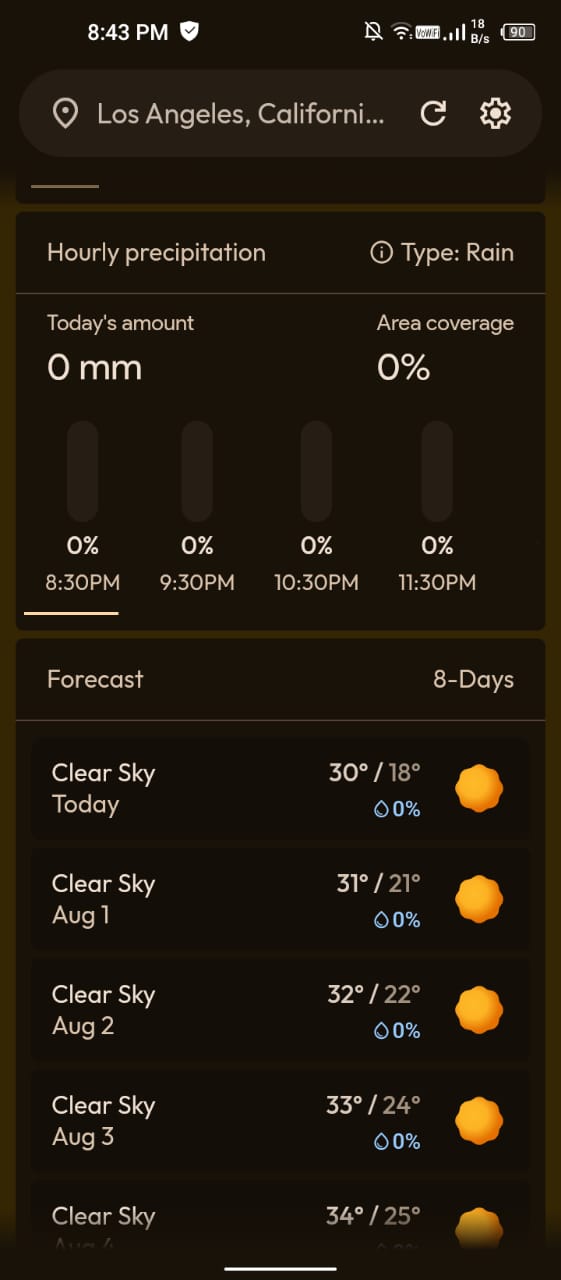 8:43 PM
VoWiFi
18
B/s
90
Los Angeles, Californi...
Hourly precipitation
Type: Rain
Today's amount
Area coverage
0 mm
0%
0% 0% 0% 0%
8:30PM 9:30PM 10:30PM 11:30PM
Forecast
8-Days
Clear Sky
30° / 18°
Today
0%
Clear Sky
31° / 21°
Aug 1
0%
Clear Sky
32° / 22°
Aug 2
0%
Clear Sky
33° / 24°
Aug 3
0%
Clear Sky
34° / 25°
Aug 4